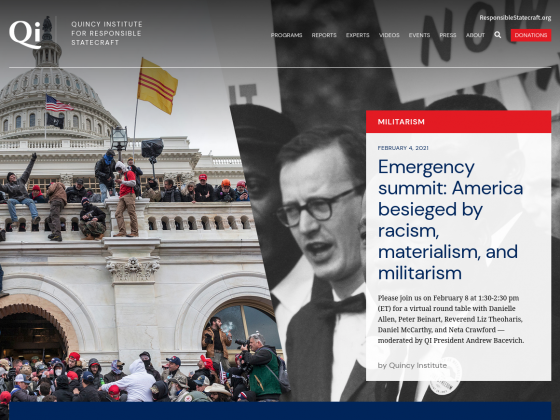 ResponsibleStatecraft.org
Qi
QUINCY INSTITUTE
FOR RESPONSIBLE
STATECRAFT
PROGRAMS REPORTS EXPERTS VIDEOS EVENTS PRESS ABOUT DONATIONS
NOW
MILITARISM
FEBRUARY 4, 2021
Emergency
summit: America
besieged by
racism,
materialism, and
militarism
Please join us on February 8 at 1:30-2:30 pm
(ET) for a virtual round table with Danielle
Allen, Peter Beinart, Reverend Liz Theoharis,
Daniel McCarthy, and Neta Crawford —
moderated by QI President Andrew Bacevich.
by Quincy Institute